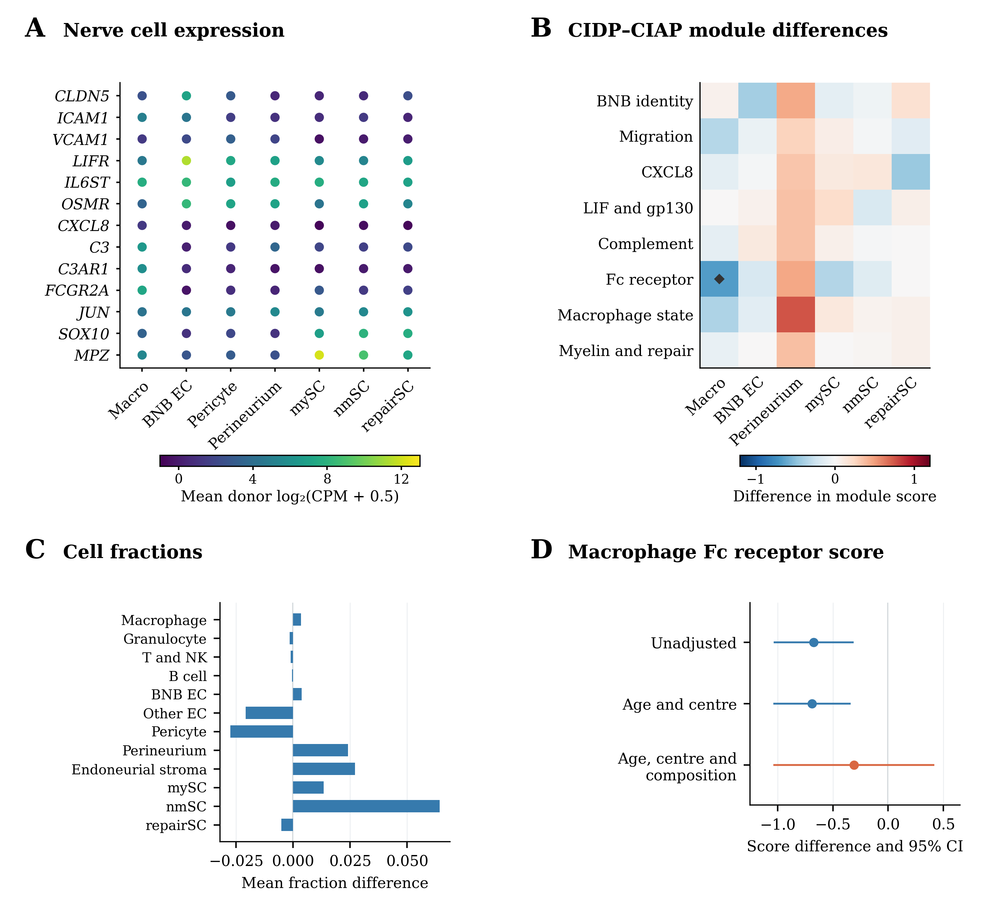 A Nerve cell expression
CLDN5
ICAM1
VCAM1
LIFR
IL6ST
OSMR
CXCL8
C3
C3AR1
FCGR2A
JUN
SOX10
MPZ
Macro
BNB EC
Pericyte
Perineurium
mySC
nmSC
repairSC
0 4 8 12
Mean donor log₂(CPM + 0.5)
B CIDP–CIAP module differences
BNB identity
Migration
CXCL8
LIF and gp130
Complement
Fc receptor
Macrophage state
Myelin and repair
Macro
BNB EC
Perineurium
mySC
nmSC
repairSC
−1 0 1
Difference in module score
C Cell fractions
Macrophage
Granulocyte
T and NK
B cell
BNB EC
Other EC
Pericyte
Perineurium
Endoneurial stroma
mySC
nmSC
repairSC
−0.025 0.000 0.025 0.050
Mean fraction difference
D Macrophage Fc receptor score
Unadjusted
Age and centre
Age, centre and
composition
−1.0 −0.5 0.0 0.5
Score difference and 95% CI